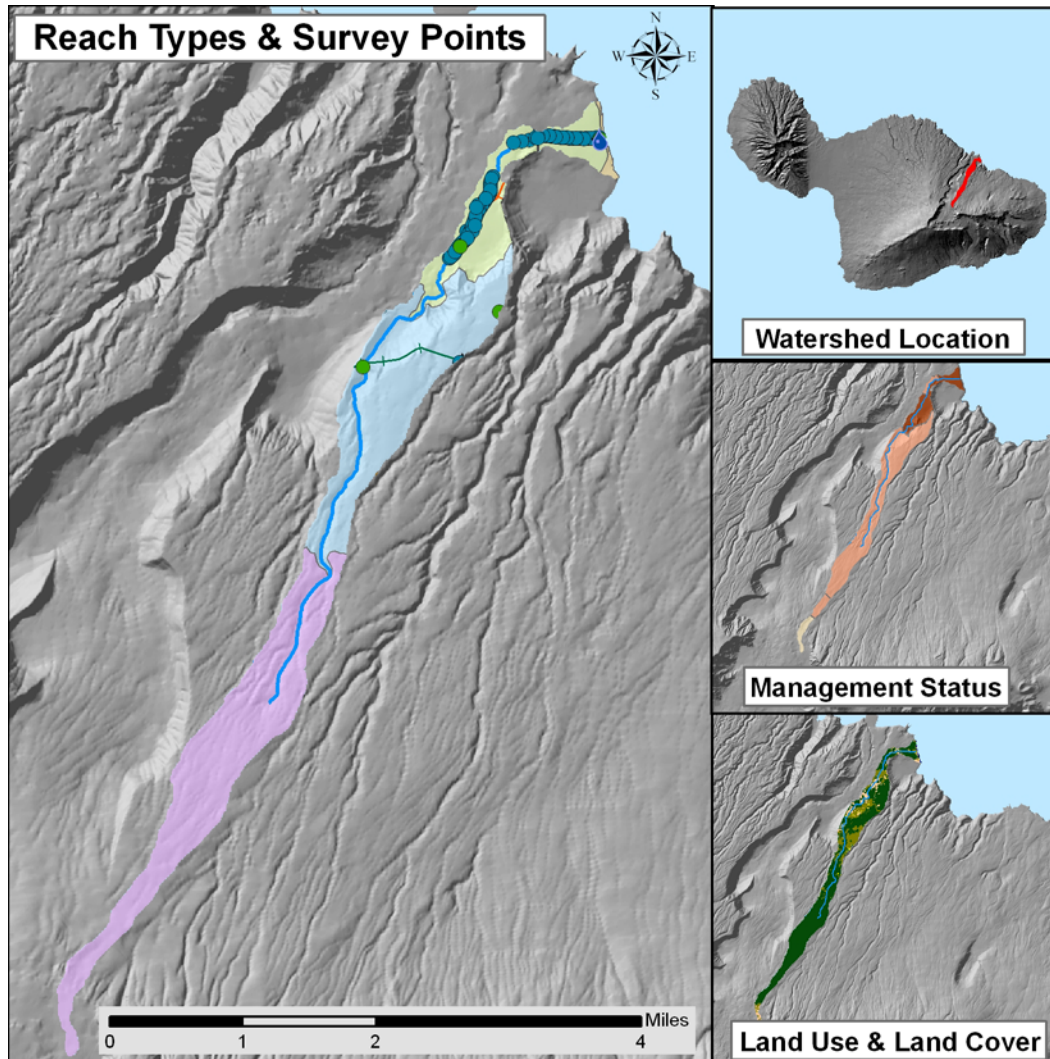 Reach Types & Survey Points
N
W E
S
Miles
0 1 2 4
Watershed Location
Management Status
Land Use & Land Cover